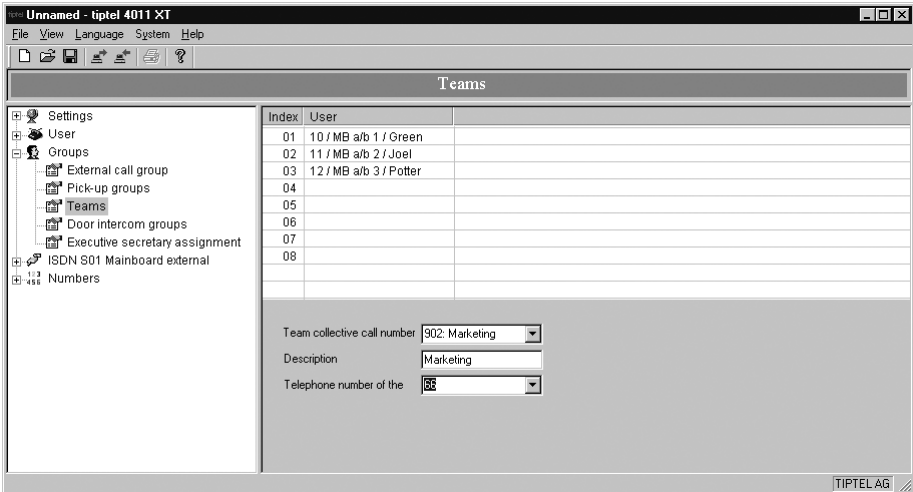 tiptel Unnamed - tiptel 4011 XT
File View Language System Help
Teams
Settings
User
Groups
External call group
Pick-up groups
Teams
Door intercom groups
Executive secretary assignment
ISDN S01 Mainboard external
123
456 Numbers
Index User
01 10 / MB a/b 1 / Green
02 11 / MB a/b 2 / Joel
03 12 / MB a/b 3 / Potter
04
05
06
07
08
Team collective call number 902: Marketing
Description Marketing
Telephone number of the 66
TIPTEL AG